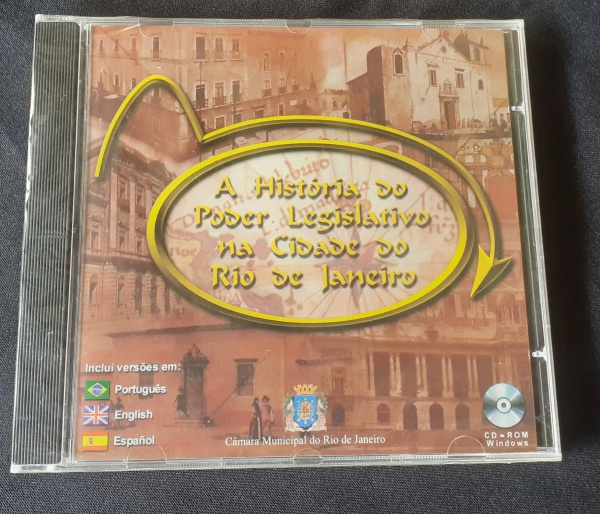 A História do
Poder Legislativo
na Cidade do
Rio de Janeiro
Inclui versões em:
Português
English
Español
Câmara Municipal do Rio de Janeiro
CD-ROM
Windows